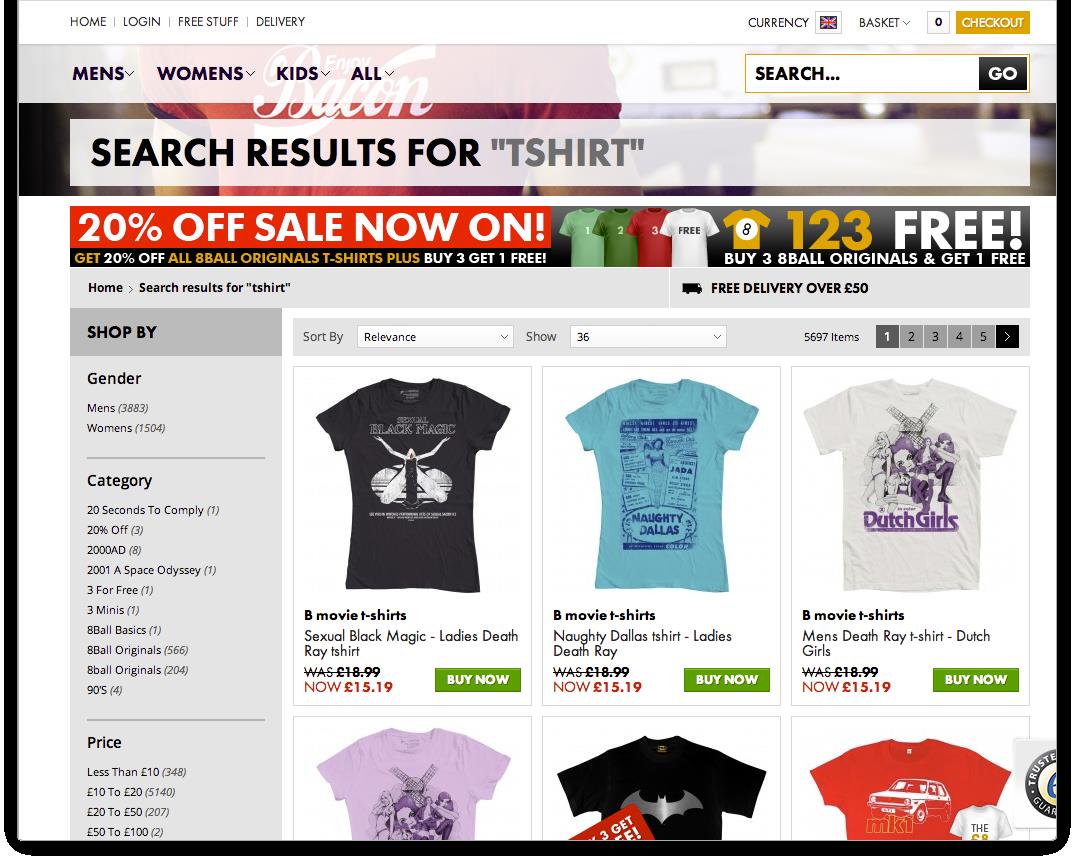 HOME | LOGIN | FREE STUFF | DELIVERY
CURRENCY BASKET 0 CHECKOUT
MENS WOMENS KIDS ALL
SEARCH... GO
Enjoy
Bacon
SEARCH RESULTS FOR "TSHIRT"
20% OFF SALE NOW ON!
GET 20% OFF ALL 8BALL ORIGINALS T-SHIRTS PLUS BUY 3 GET 1 FREE!
1 2 3 FREE
8 123 FREE!
BUY 3 8BALL ORIGINALS & GET 1 FREE
Home > Search results for "tshirt"
FREE DELIVERY OVER £50
SHOP BY
Gender
Mens (3883)
Womens (1504)
Category
20 Seconds To Comply (1)
20% Off (3)
2000AD (8)
2001 A Space Odyssey (1)
3 For Free (1)
3 Minis (1)
8Ball Basics (1)
8Ball Originals (566)
8ball Originals (204)
90'S (4)
Price
Less Than £10 (348)
£10 To £20 (5140)
£20 To £50 (207)
£50 To £100 (2)
Sort By Relevance Show 36
5697 Items 1 2 3 4 5 >
SEXUAL
BLACK MAGIC
B movie t-shirts
Sexual Black Magic - Ladies Death
Ray tshirt
WAS £18.99
NOW £15.19
BUY NOW
JADA
NAUGHTY
DALLAS
COLOR
B movie t-shirts
Naughty Dallas tshirt - Ladies
Death Ray
WAS £18.99
NOW £15.19
BUY NOW
in color
Dutch Girls
B movie t-shirts
Mens Death Ray t-shirt - Dutch
Girls
WAS £18.99
NOW £15.19
BUY NOW
3 GET
mk1
THE
£8
TRUSTE
GUAR